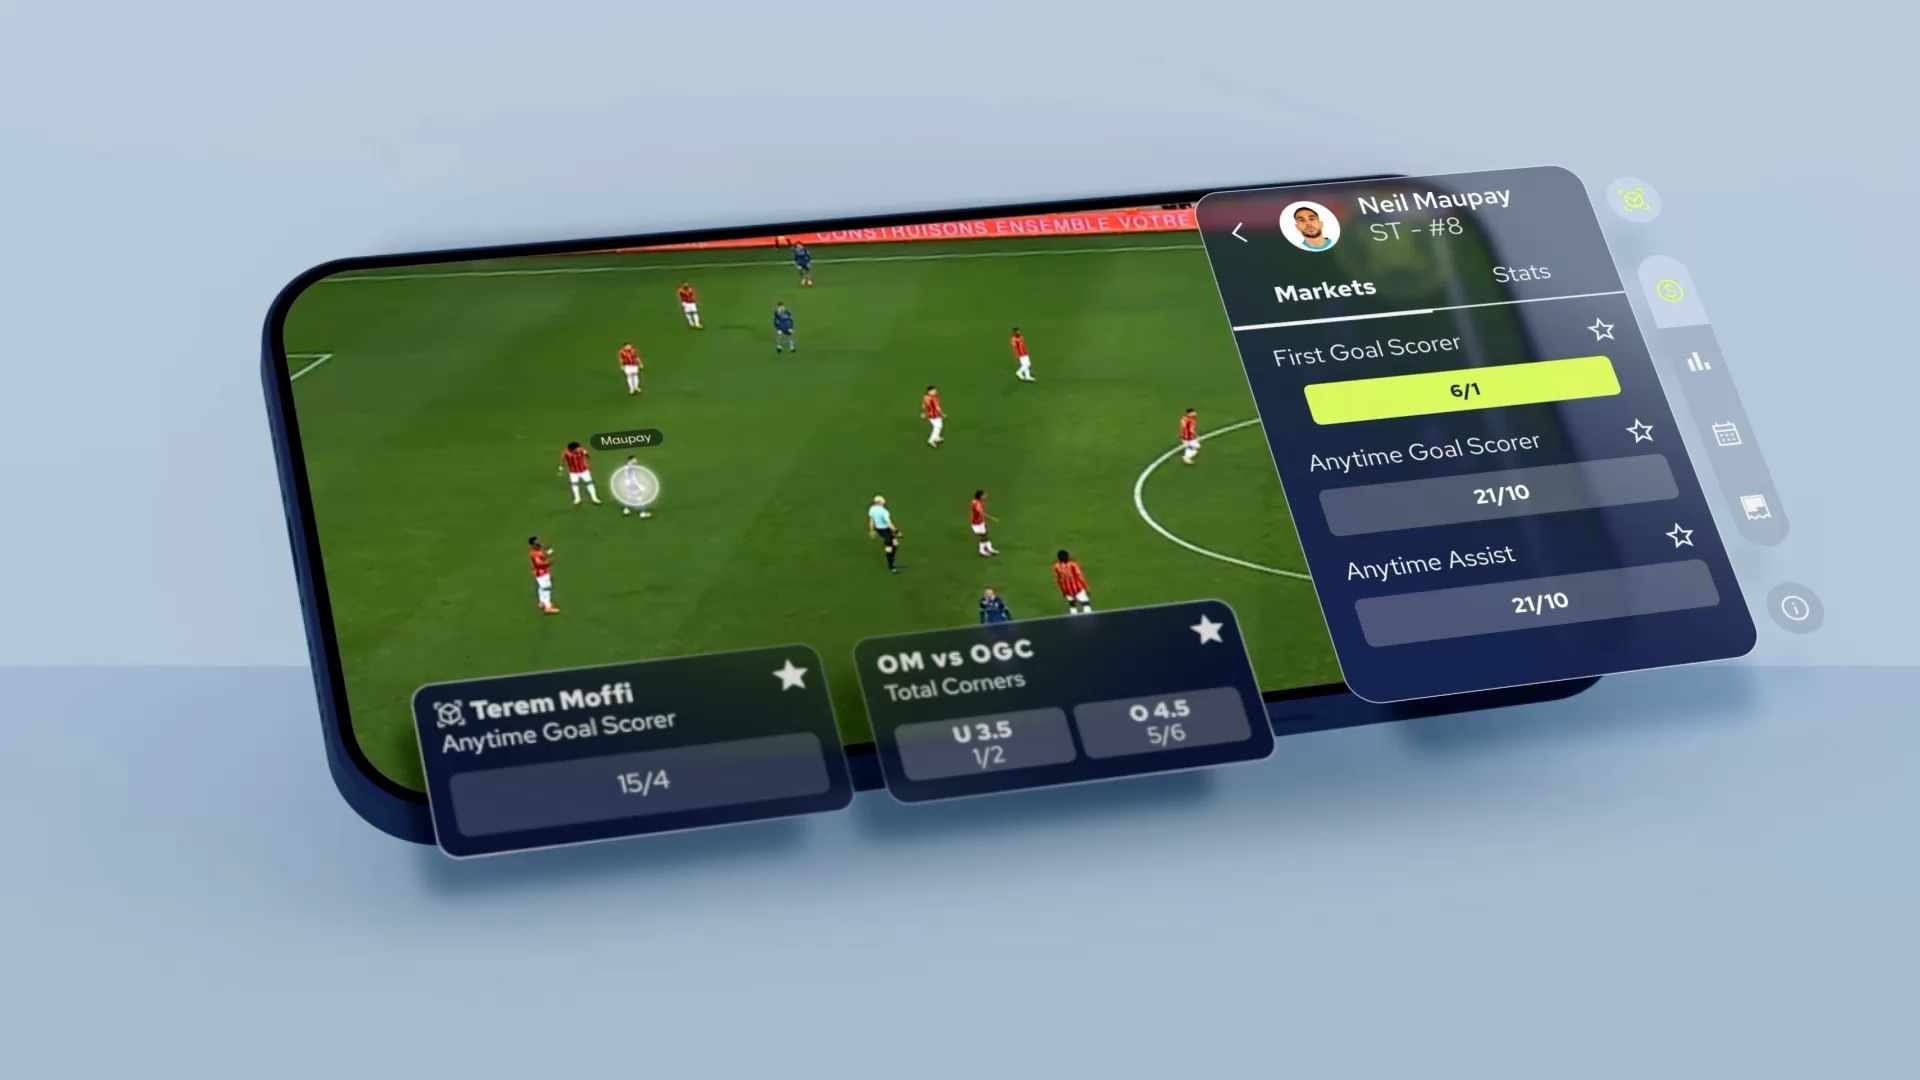 CONSTRUISONS ENSEMBLE VOTRE
Neil Maupay
ST - #8
Markets
Stats
First Goal Scorer
6/1
Anytime Goal Scorer
21/10
Anytime Assist
21/10
Maupay
Terem Moffi
Anytime Goal Scorer
15/4
OM vs OGC
Total Corners
U 3.5
1/2
O 4.5
5/6